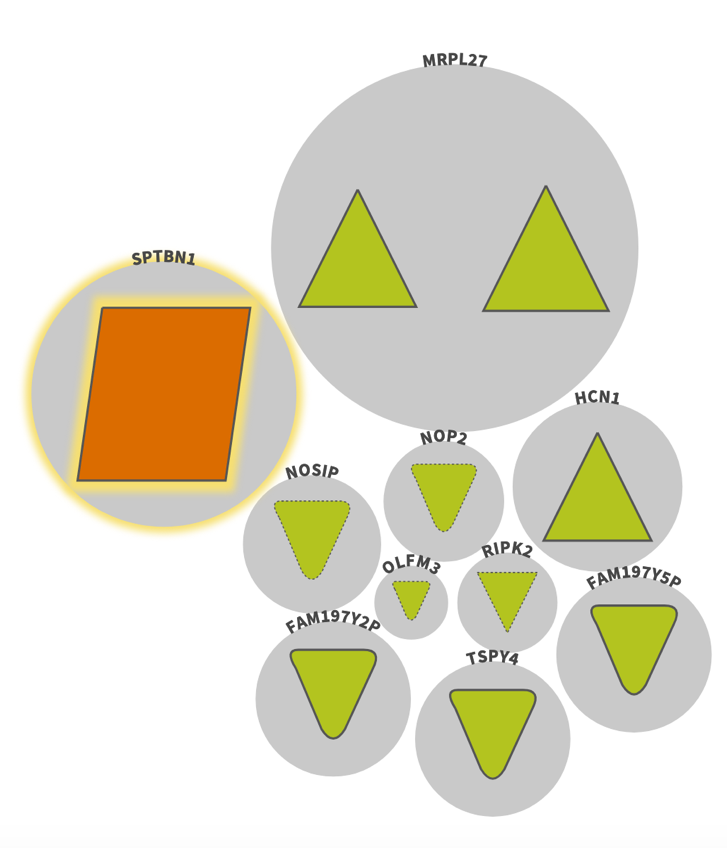 MRPL27
SPTBN1
HCN1
NOP2
NOSIP
RIPK2
OLFM3
FAM197Y5P
FAM197Y2P
TSPY4